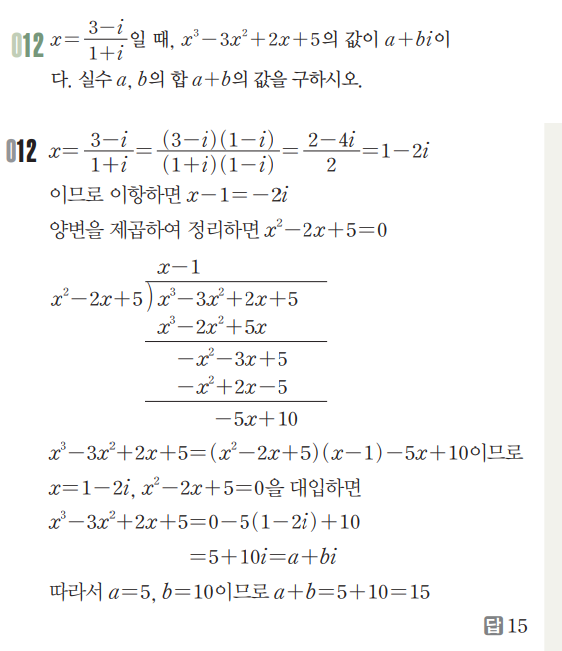 012 x=\frac{3-i}{1+i}일 때, x³-3x²+2x+5의 값이 a+bi이
다. 실수 a, b의 합 a+b의 값을 구하시오.
012 x=\frac{3-i}{1+i}=\frac{(3-i)(1-i)}{(1+i)(1-i)}=\frac{2-4i}{2}=1-2i
이므로 이항하면 x-1=-2i
양변을 제곱하여 정리하면 x²-2x+5=0
x-1
x²-2x+5)x³-3x²+2x+5
x³-2x²+5x
-x²-3x+5
-x²+2x-5
-5x+10
x³-3x²+2x+5=(x²-2x+5)(x-1)-5x+10이므로
x=1-2i, x²-2x+5=0을 대입하면
x³-3x²+2x+5=0-5(1-2i)+10
=5+10i=a+bi
따라서 a=5, b=10이므로 a+b=5+10=15
답 15